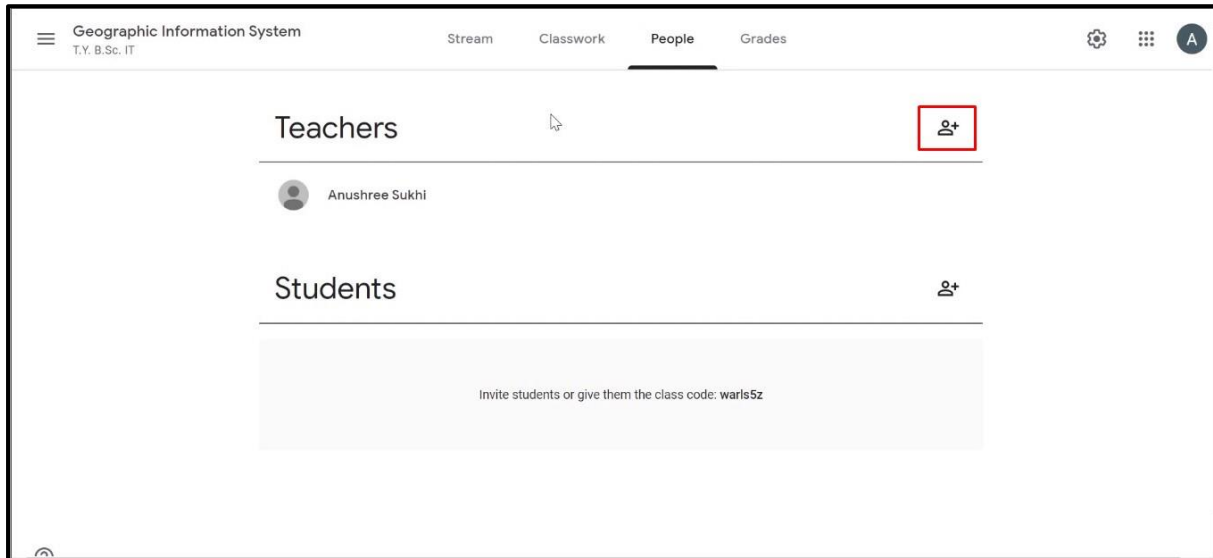 Geographic Information System
T.Y. B.Sc. IT
Stream Classwork People Grades
A
Teachers
Anushree Sukhi
Students
Invite students or give them the class code: warls5z